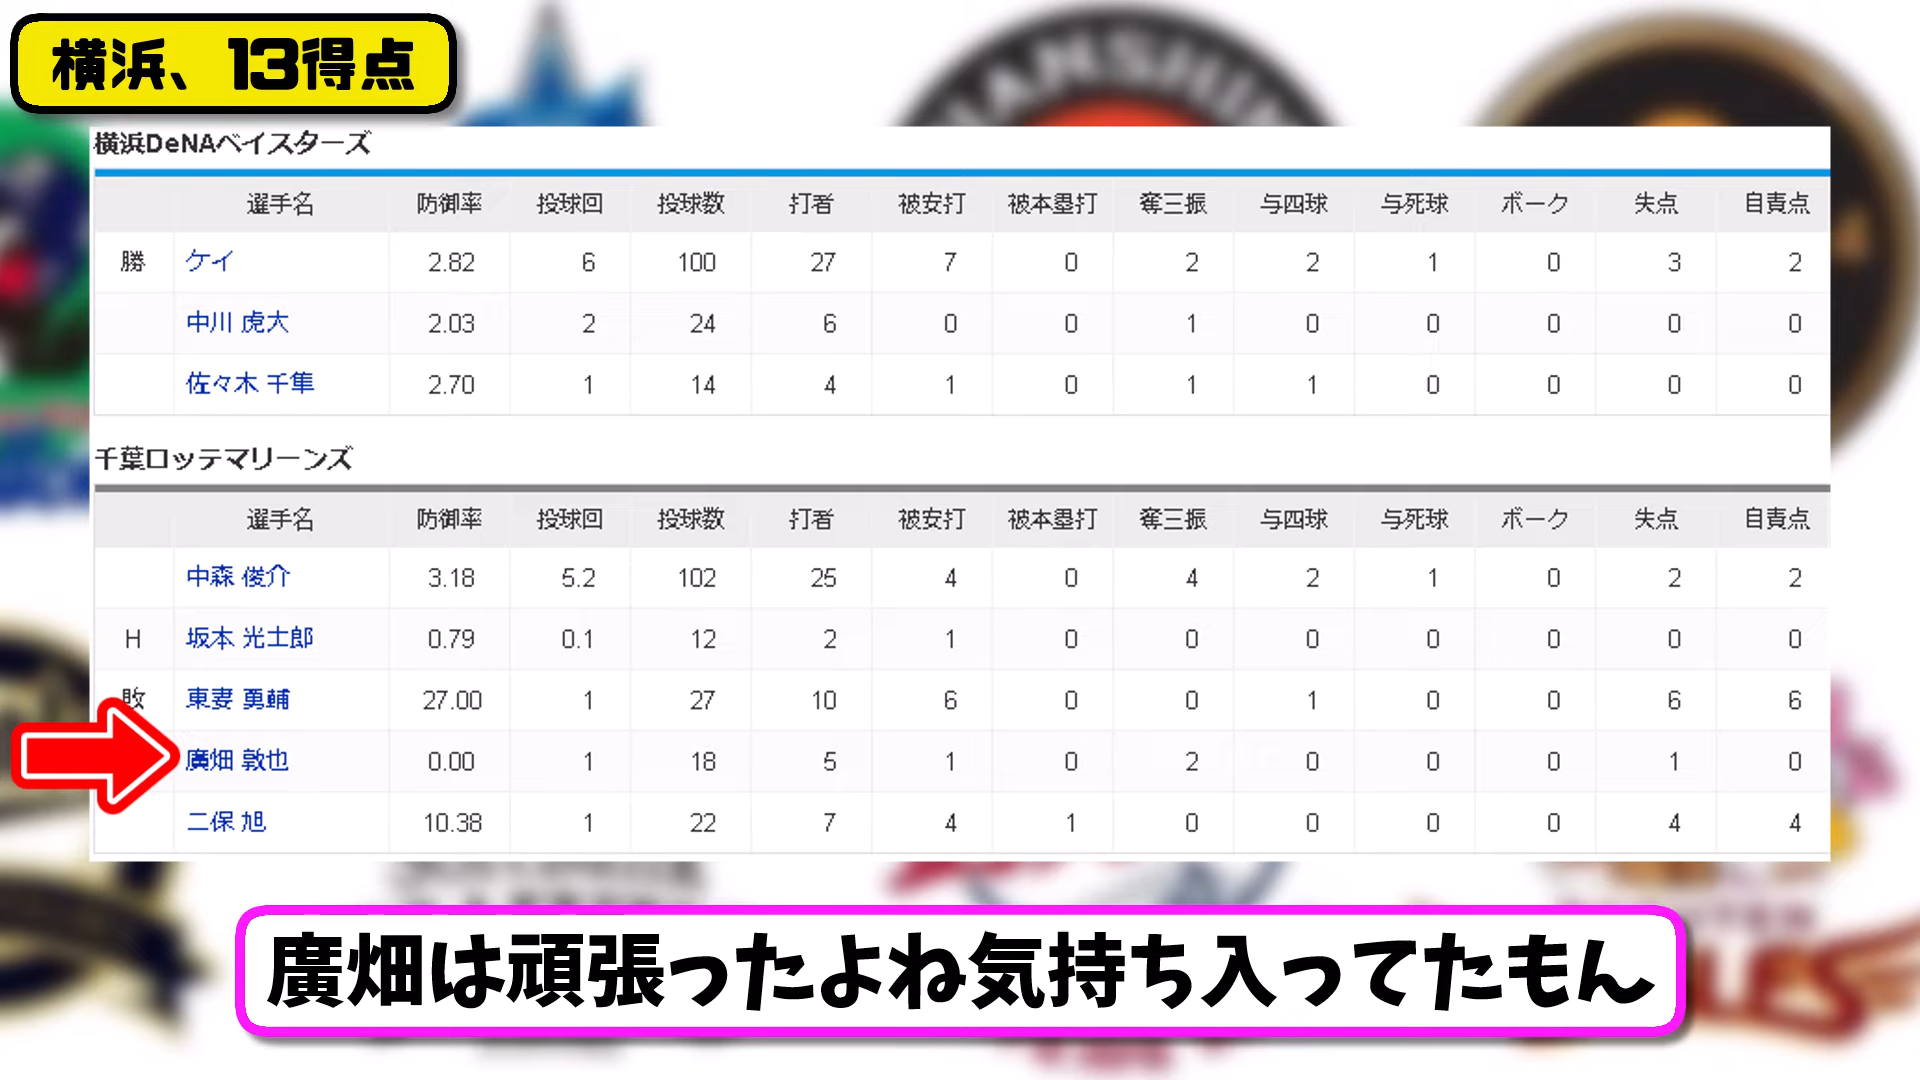 横浜、13得点
横浜DeNAベイスターズ
選手名 防御率 投球回 投球数 打者 被安打 被本塁打 奪三振 与四球 与死球 ボーク 失点 自責点
勝 ケイ 2.82 6 100 27 7 0 2 2 1 0 3 2
中川 虎大 2.03 2 24 6 0 0 1 0 0 0 0 0
佐々木 千隼 2.70 1 14 4 1 0 1 1 0 0 0 0
千葉ロッテマリーンズ
選手名 防御率 投球回 投球数 打者 被安打 被本塁打 奪三振 与四球 与死球 ボーク 失点 自責点
中森 俊介 3.18 5.2 102 25 4 0 4 2 1 0 2 2
H 坂本 光士郎 0.79 0.1 12 2 1 0 0 0 0 0 0 0
敗 東妻 勇輔 27.00 1 27 10 6 0 0 1 0 0 6 6
廣畑 敦也 0.00 1 18 5 1 0 2 0 0 0 1 0
二保 旭 10.38 1 22 7 4 1 0 0 0 0 4 4
廣畑は頑張ったよね気持ち入ってたもん